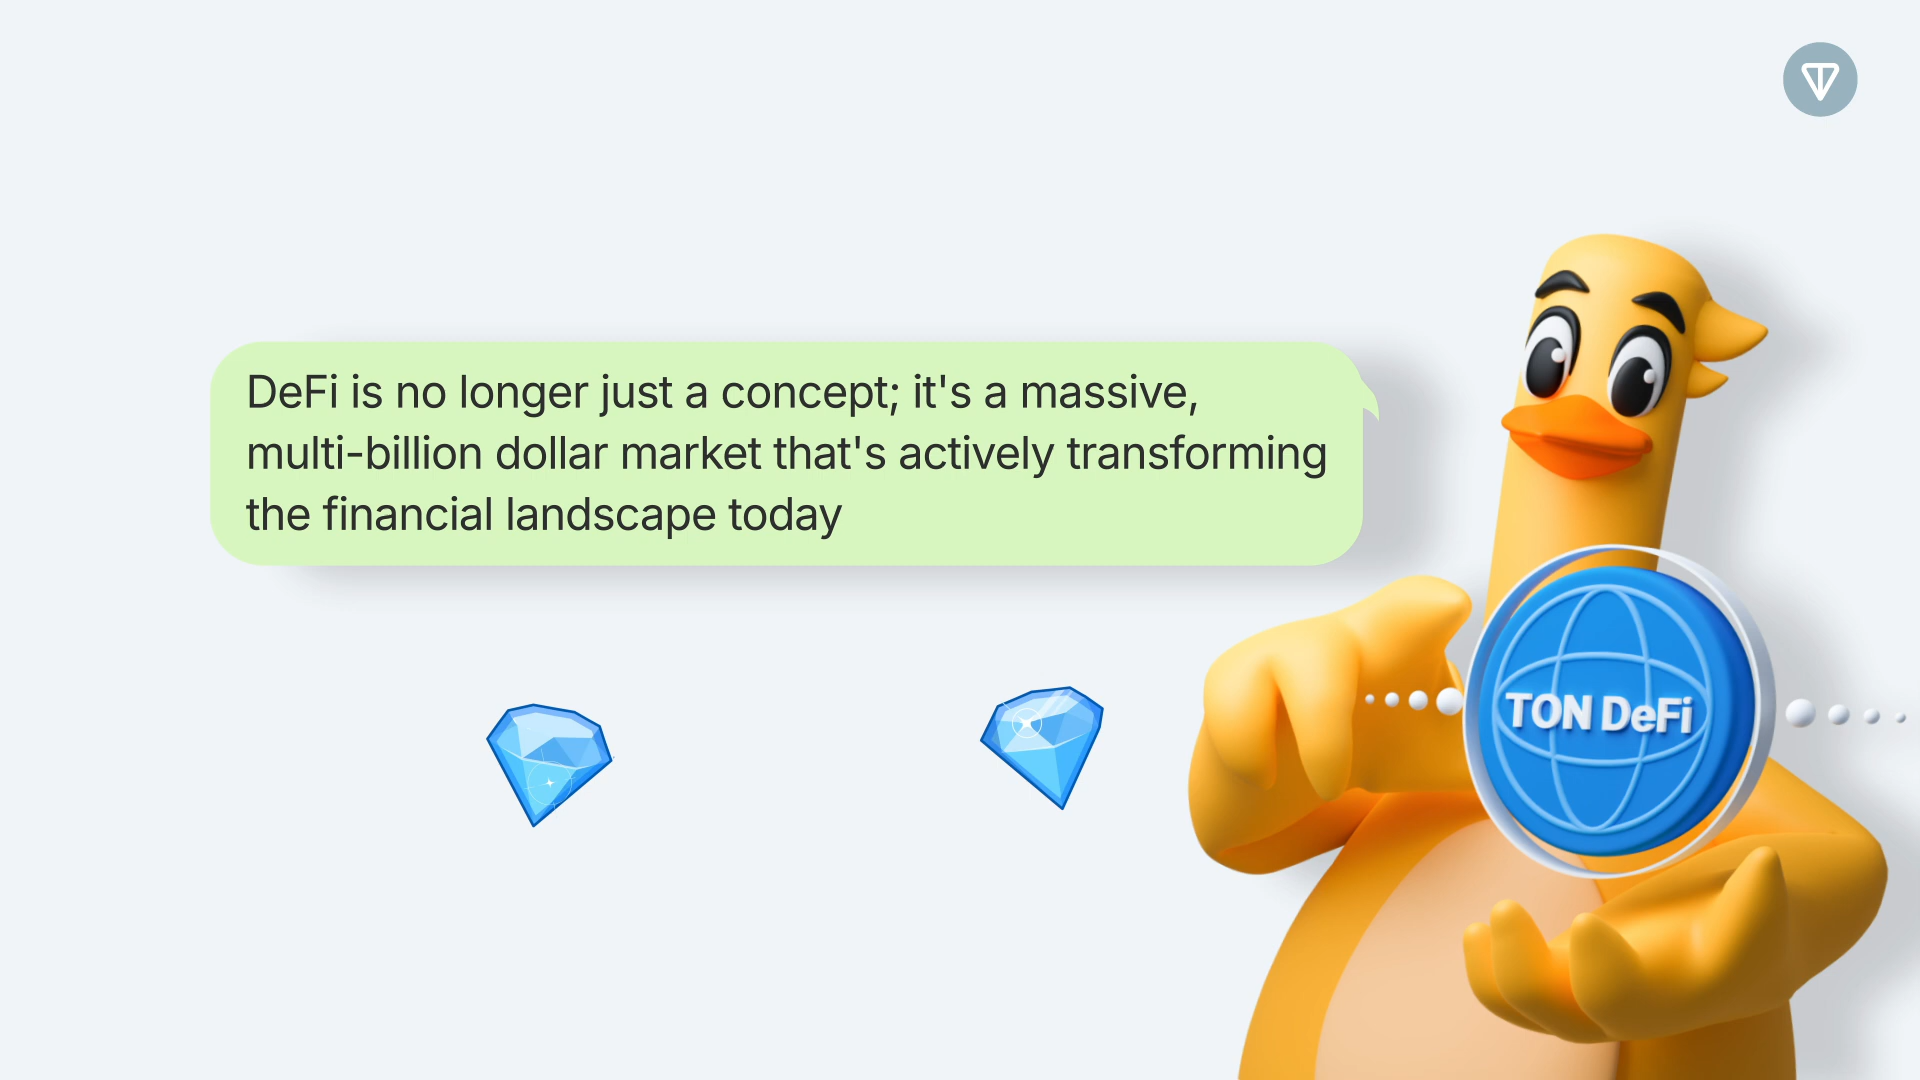 DeFi is no longer just a concept; it's a massive,
multi-billion dollar market that's actively transforming
the financial landscape today
TON DeFi